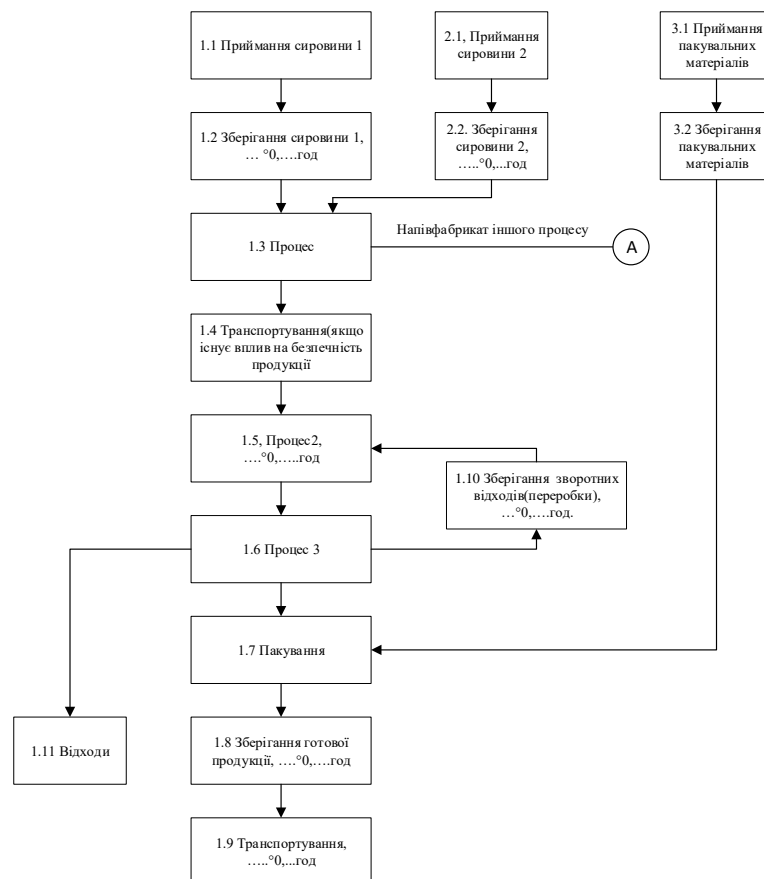 1.1 Приймання сировини 1
2.1, Приймання
сировини 2
3.1 Приймання
пакувальних
матеріалів
1.2 Зберігання сировини 1,
… °0,….год
2.2. Зберігання
сировини 2,
…..°0,...год
3.2 Зберігання
пакувальних
матеріалів
1.3 Процес
Напівфабрикат іншого процесу
А
1.4 Транспортування(якщо
існує вплив на безпечність
продукції
1.5, Процес2,
….°0,…..год
1.10 Зберігання зворотних
відходів(переробки),
…°0,….год.
1.6 Процес 3
1.7 Пакування
1.11 Відходи
1.8 Зберігання готової
продукції, ….°0,….год
1.9 Транспортування,
…..°0,...год